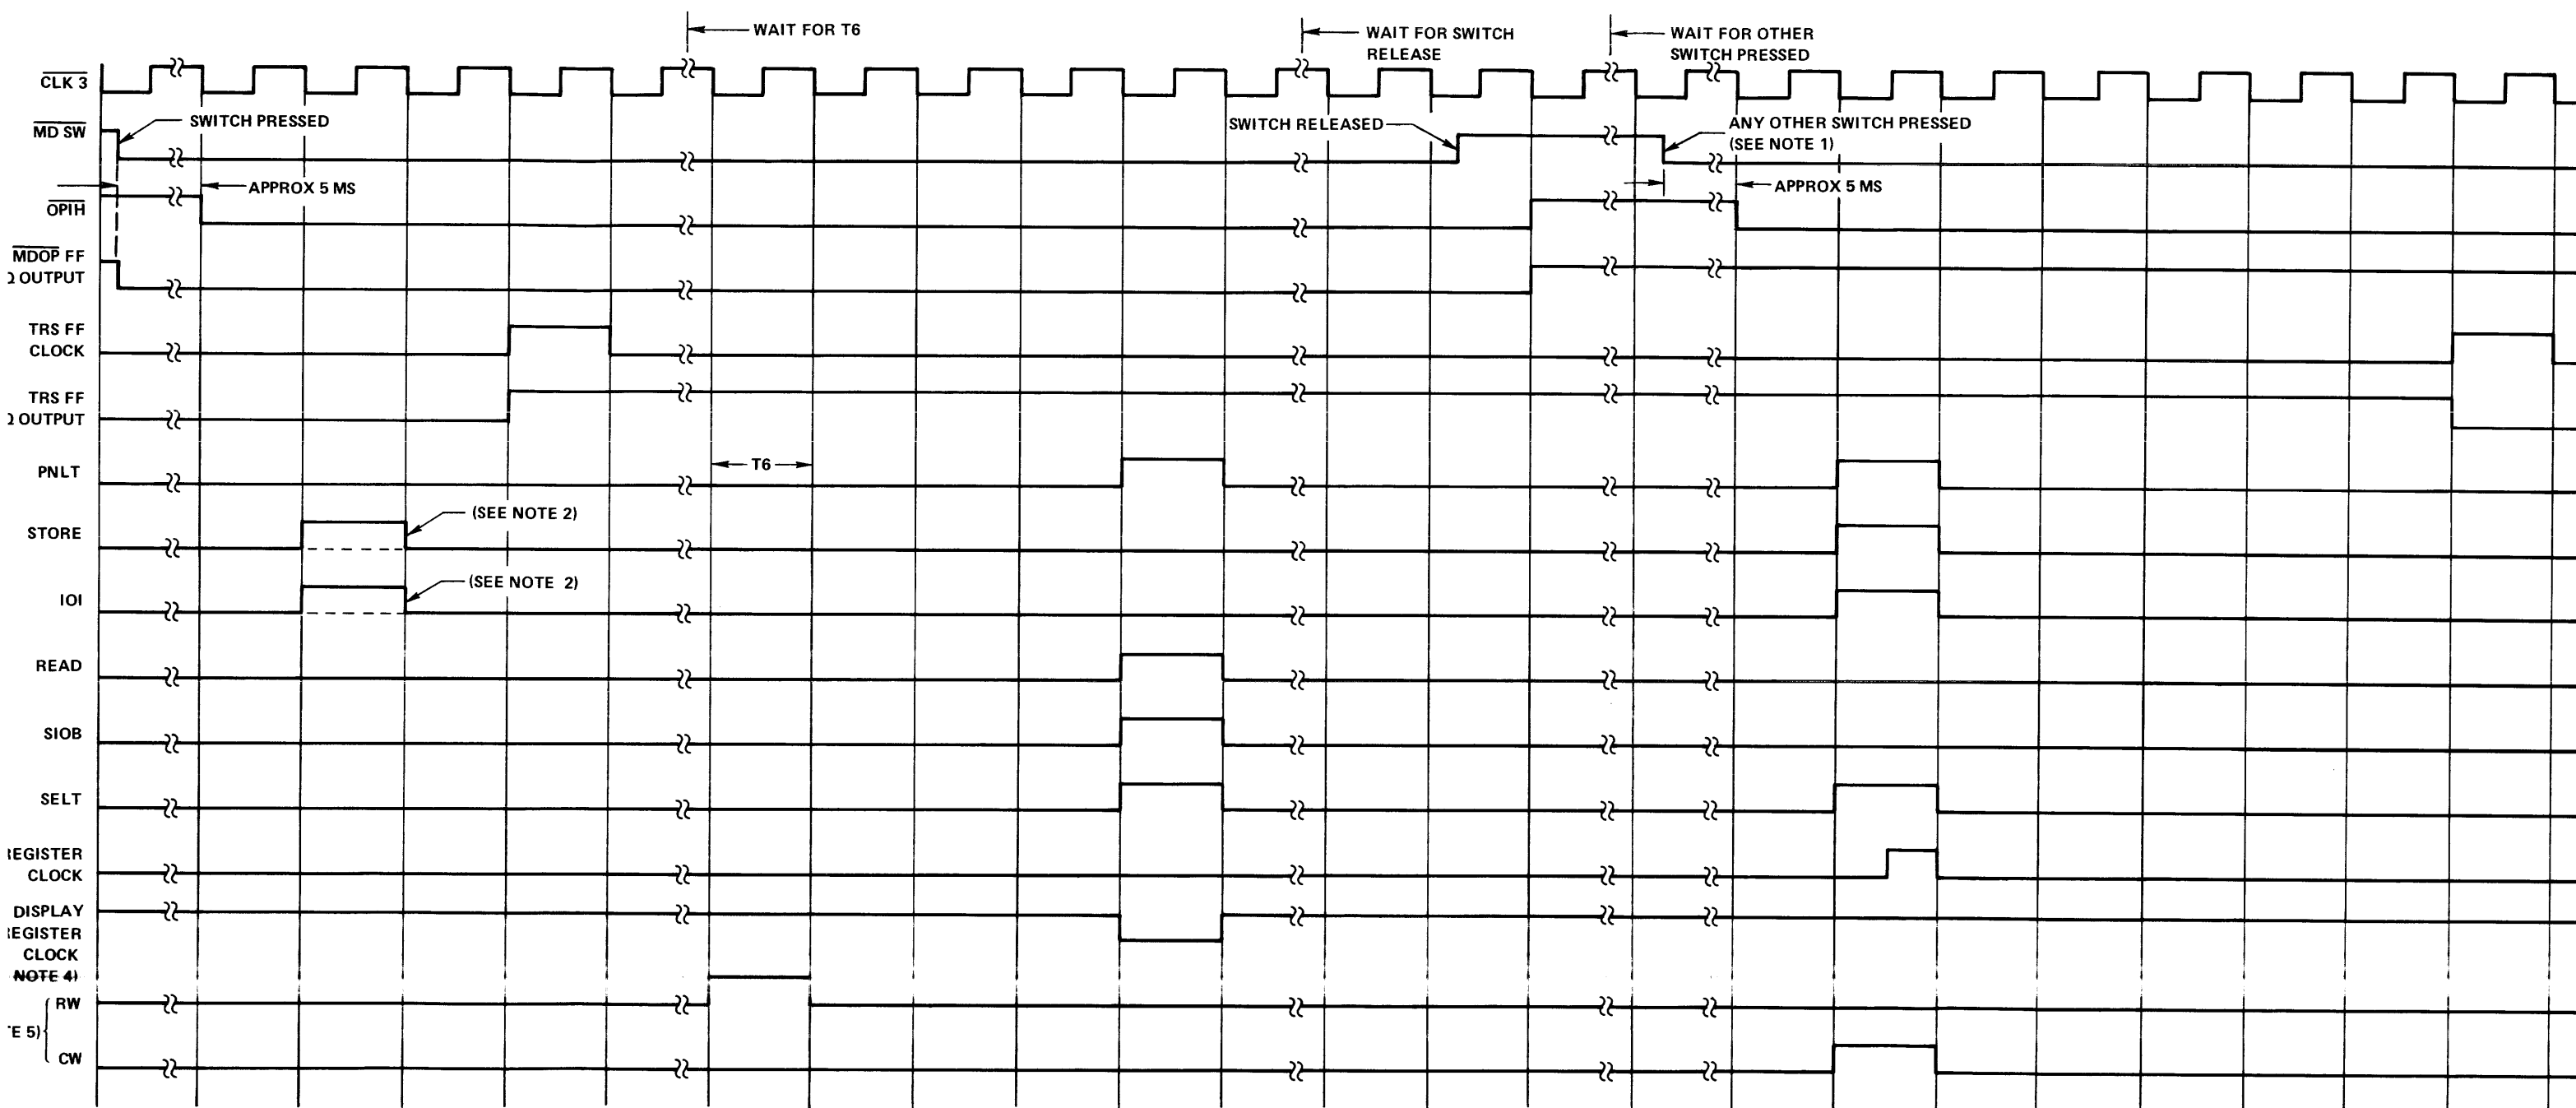 WAIT FOR T6
WAIT FOR SWITCH
RELEASE
WAIT FOR OTHER
SWITCH PRESSED
CLK 3
MD SW
SWITCH PRESSED
SWITCH RELEASED
ANY OTHER SWITCH PRESSED
(SEE NOTE 1)
APPROX 5 MS
APPROX 5 MS
OPIH
MDOP FF
OUTPUT
TRS FF
CLOCK
TRS FF
OUTPUT
PNLT
T6
STORE
(SEE NOTE 2)
IOI
(SEE NOTE 2)
READ
SIOB
SELT
EGISTER
CLOCK
DISPLAY
EGISTER
CLOCK
NOTE 4)
RW
E 5)
CW